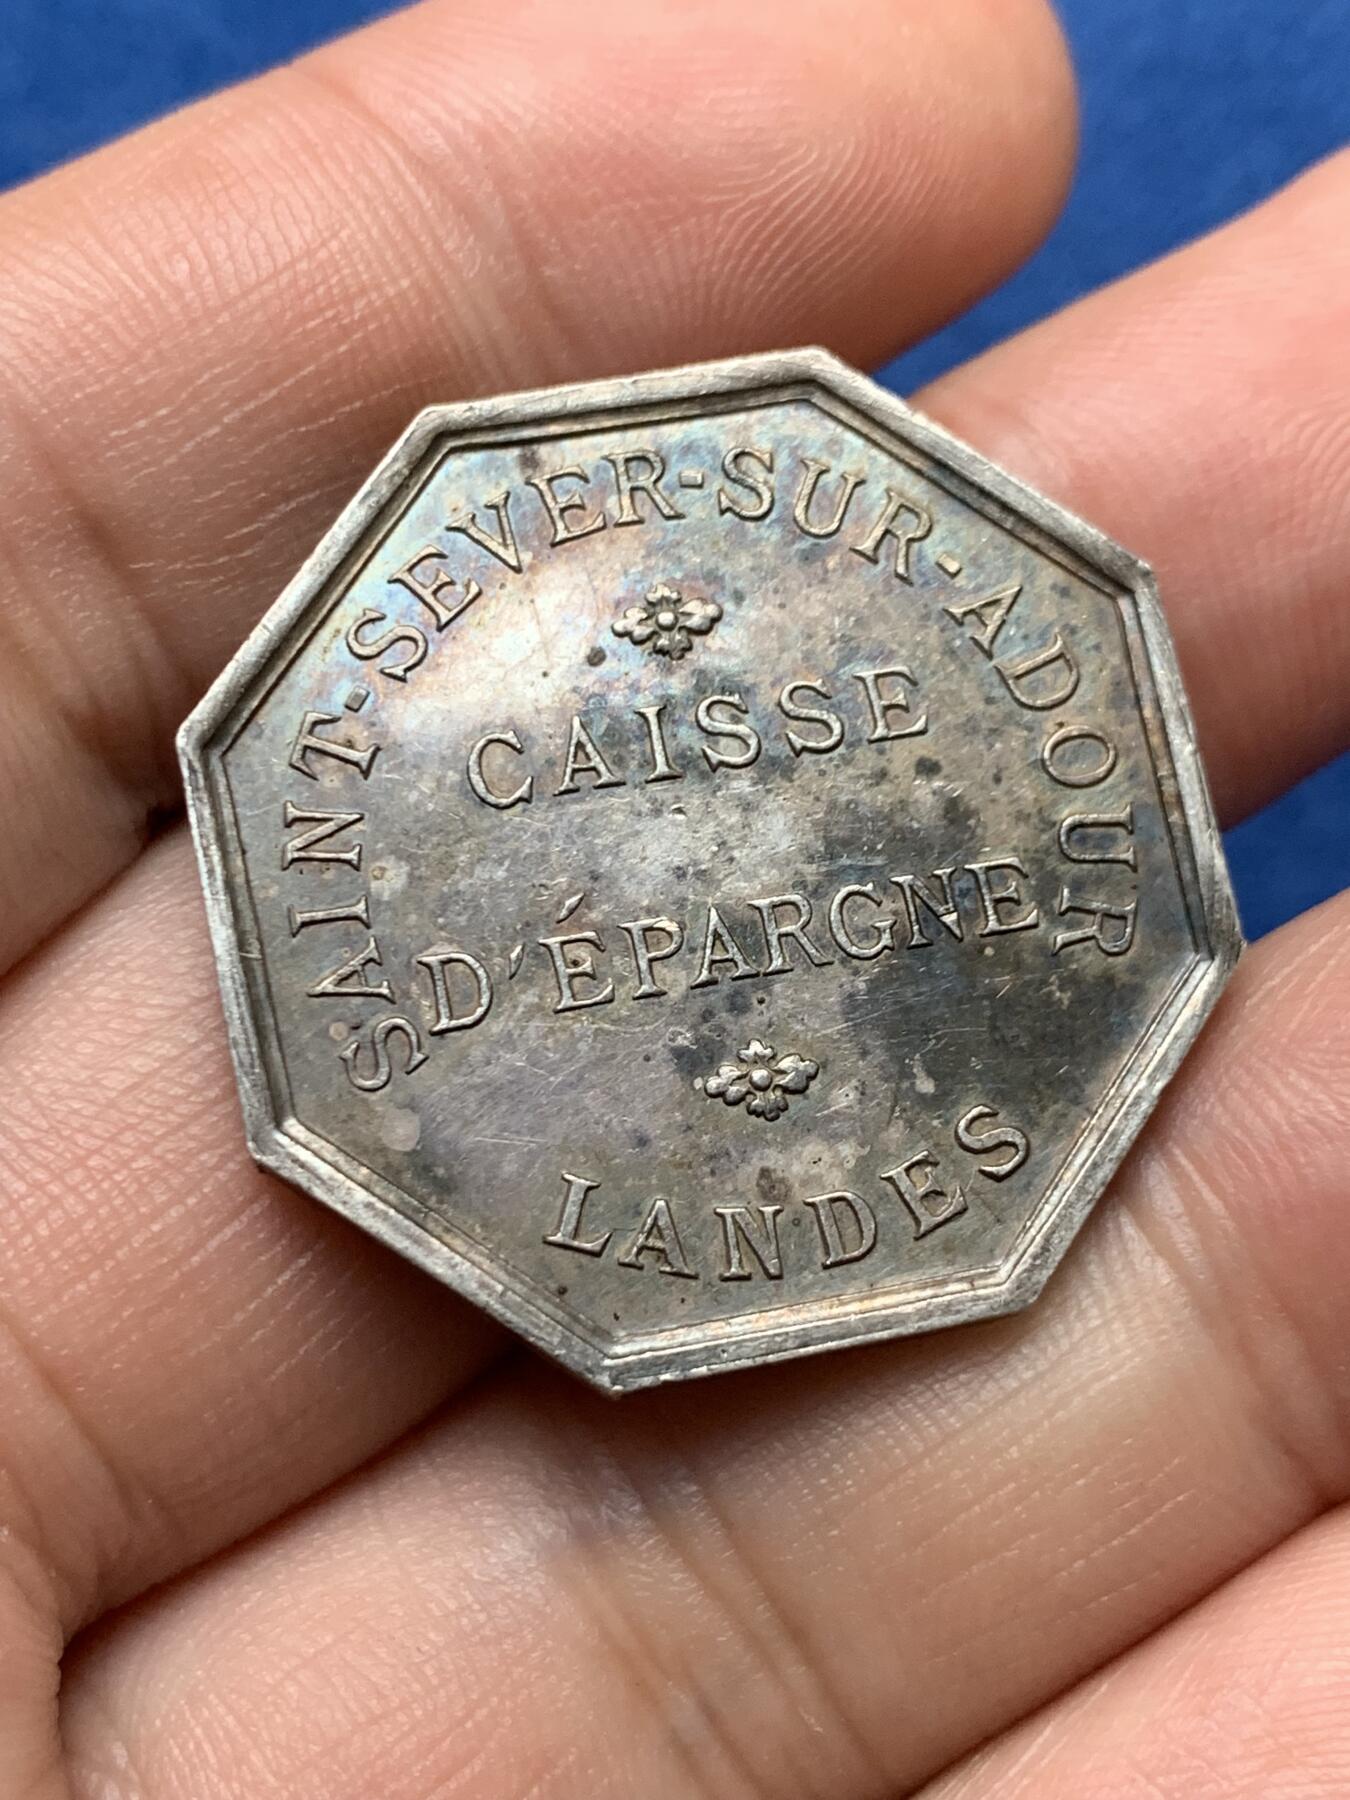 SAINT-SEVER-SUR-ADOUR
CAISSE
D'ÉPARGNE
LANDES